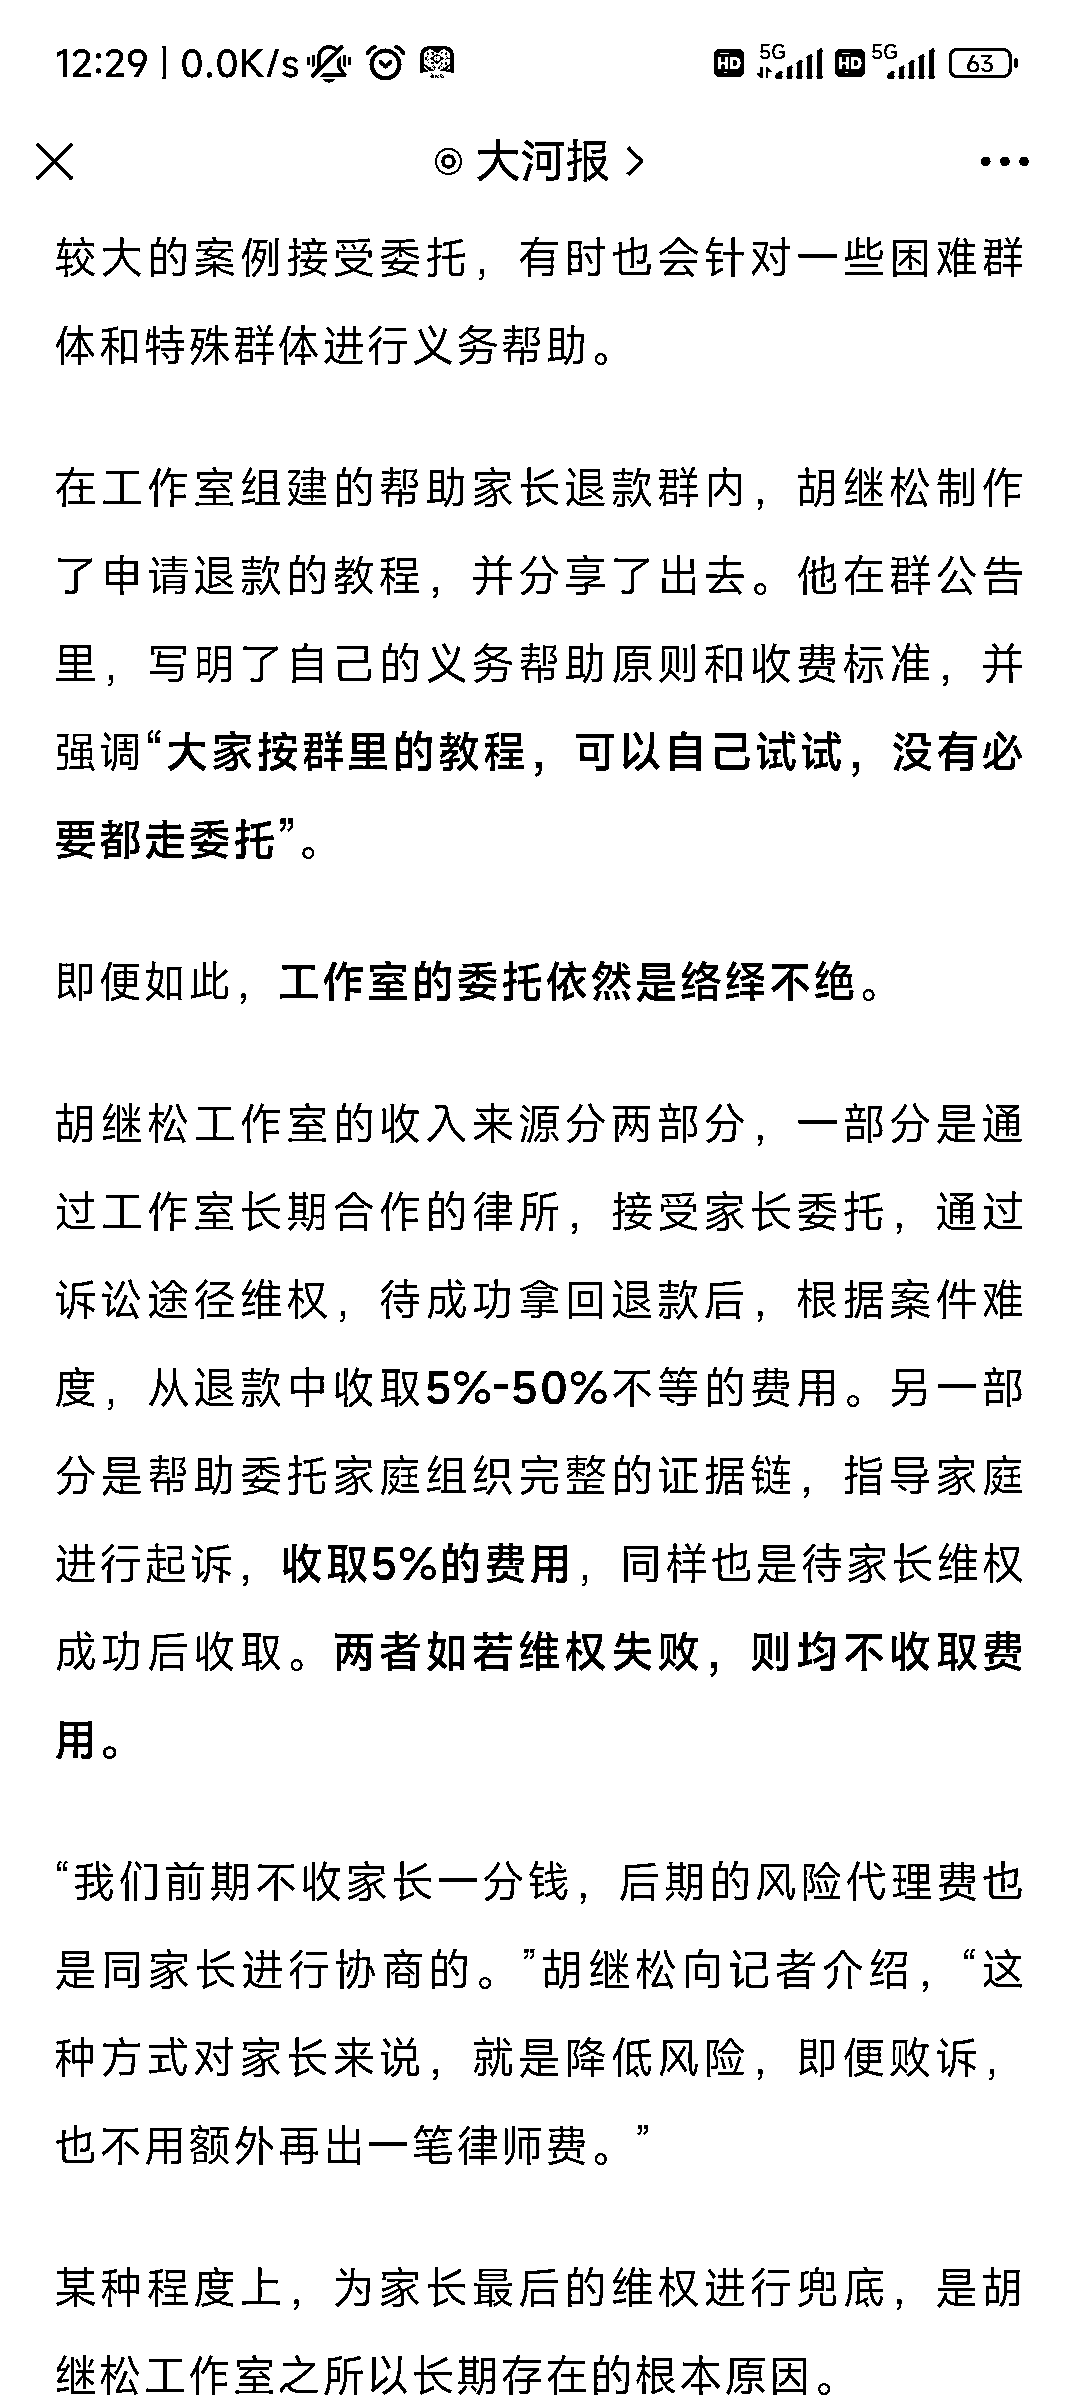 12:29 | 0.0K/s HD 5G HD 5G 63
大河报
较大的案例接受委托，有时也会针对一些困难群
体和特殊群体进行义务帮助。
在工作室组建的帮助家长退款群内，胡继松制作
了申请退款的教程，并分享了出去。他在群公告
里，写明了自己的义务帮助原则和收费标准，并
强调“大家按群里的教程，可以自己试试，没有必
要都走委托”。
即便如此，工作室的委托依然是络绎不绝。
胡继松工作室的收入来源分两部分，一部分是通
过工作室长期合作的律所，接受家长委托，通过
诉讼途径维权，待成功拿回退款后，根据案件难
度，从退款中收取5%-50%不等的费用。另一部
分是帮助委托家庭组织完整的证据链，指导家庭
进行起诉，收取5%的费用，同样也是待家长维权
成功后收取。两者如若维权失败，则均不收取费
用。
“我们前期不收家长一分钱，后期的风险代理费也
是同家长进行协商的。”胡继松向记者介绍，“这
种方式对家长来说，就是降低风险，即便败诉，
也不用额外再出一笔律师费。”
某种程度上，为家长最后的维权进行兜底，是胡
继松工作室之所以长期存在的根本原因。